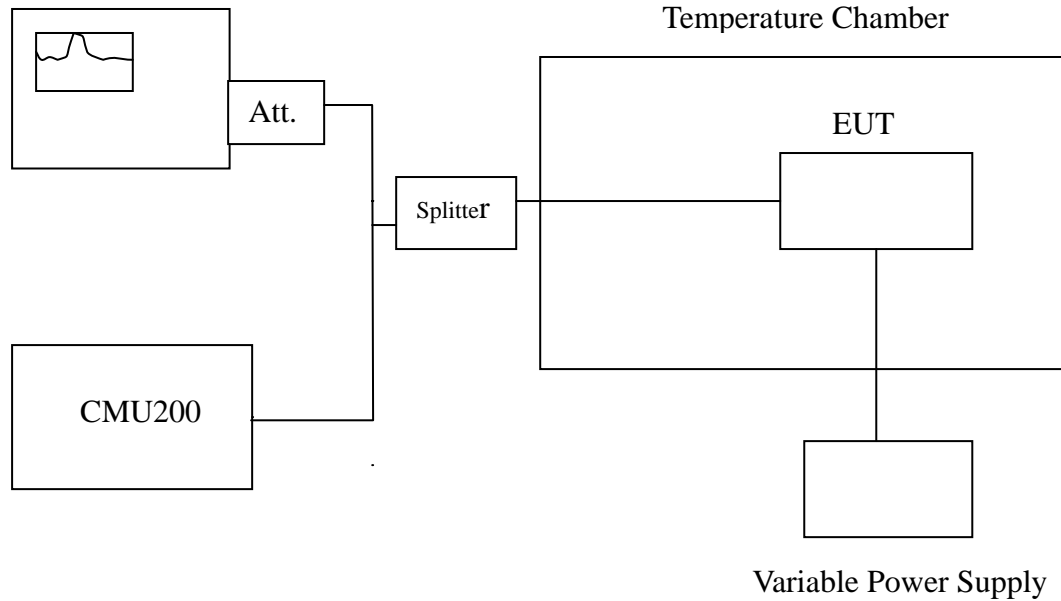 Temperature Chamber
Att.
EUT
Splitter
CMU200
Variable Power Supply